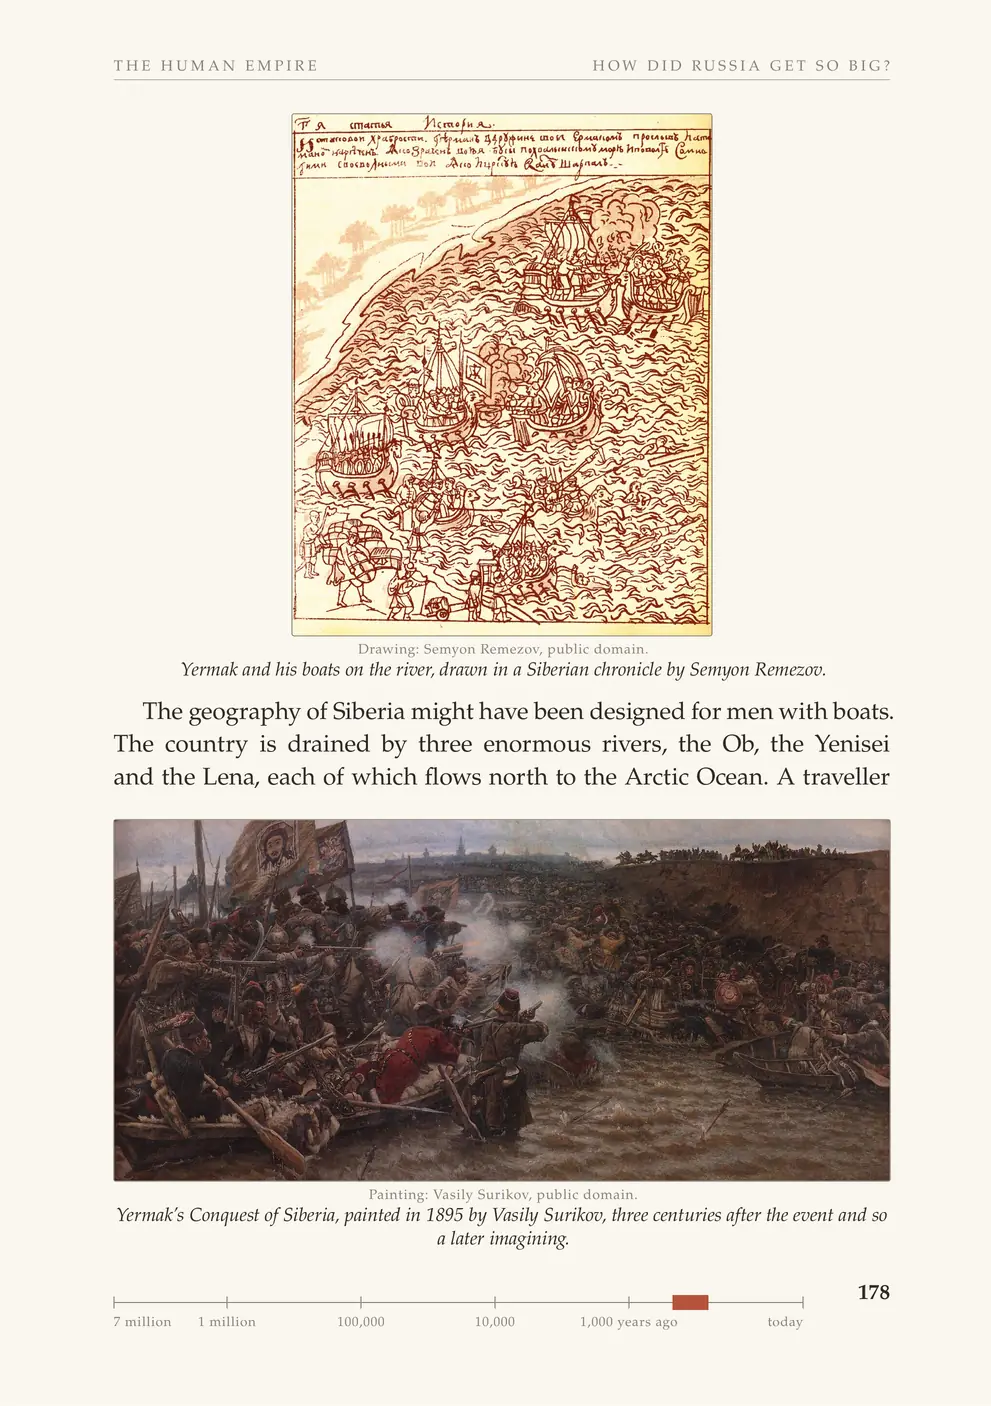 THE HUMAN EMPIRE
HOW DID RUSSIA GET SO BIG?
статья История
Drawing: Semyon Remezov, public domain.
Yermak and his boats on the river, drawn in a Siberian chronicle by Semyon Remezov.
The geography of Siberia might have been designed for men with boats.
The country is drained by three enormous rivers, the Ob, the Yenisei
and the Lena, each of which flows north to the Arctic Ocean. A traveller
Painting: Vasily Surikov, public domain.
Yermak’s Conquest of Siberia, painted in 1895 by Vasily Surikov, three centuries after the event and so
a later imagining.
178
7 million 1 million 100,000 10,000 1,000 years ago today